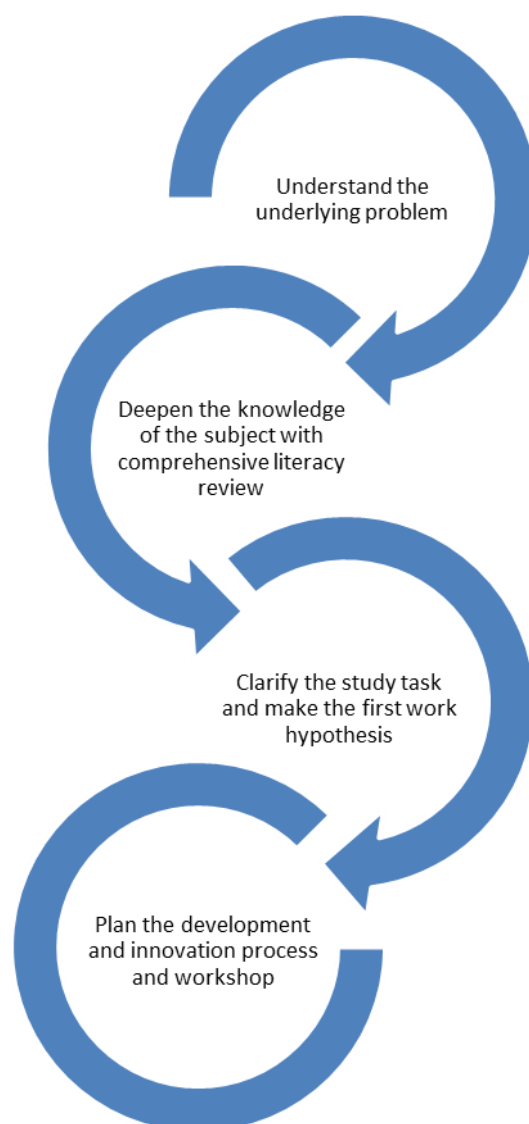 Understand the
underlying problem
Deepen the knowledge
of the subject with
comprehensive literacy
review
Clarify the study task
and make the first work
hypothesis
Plan the development
and innovation process
and workshop